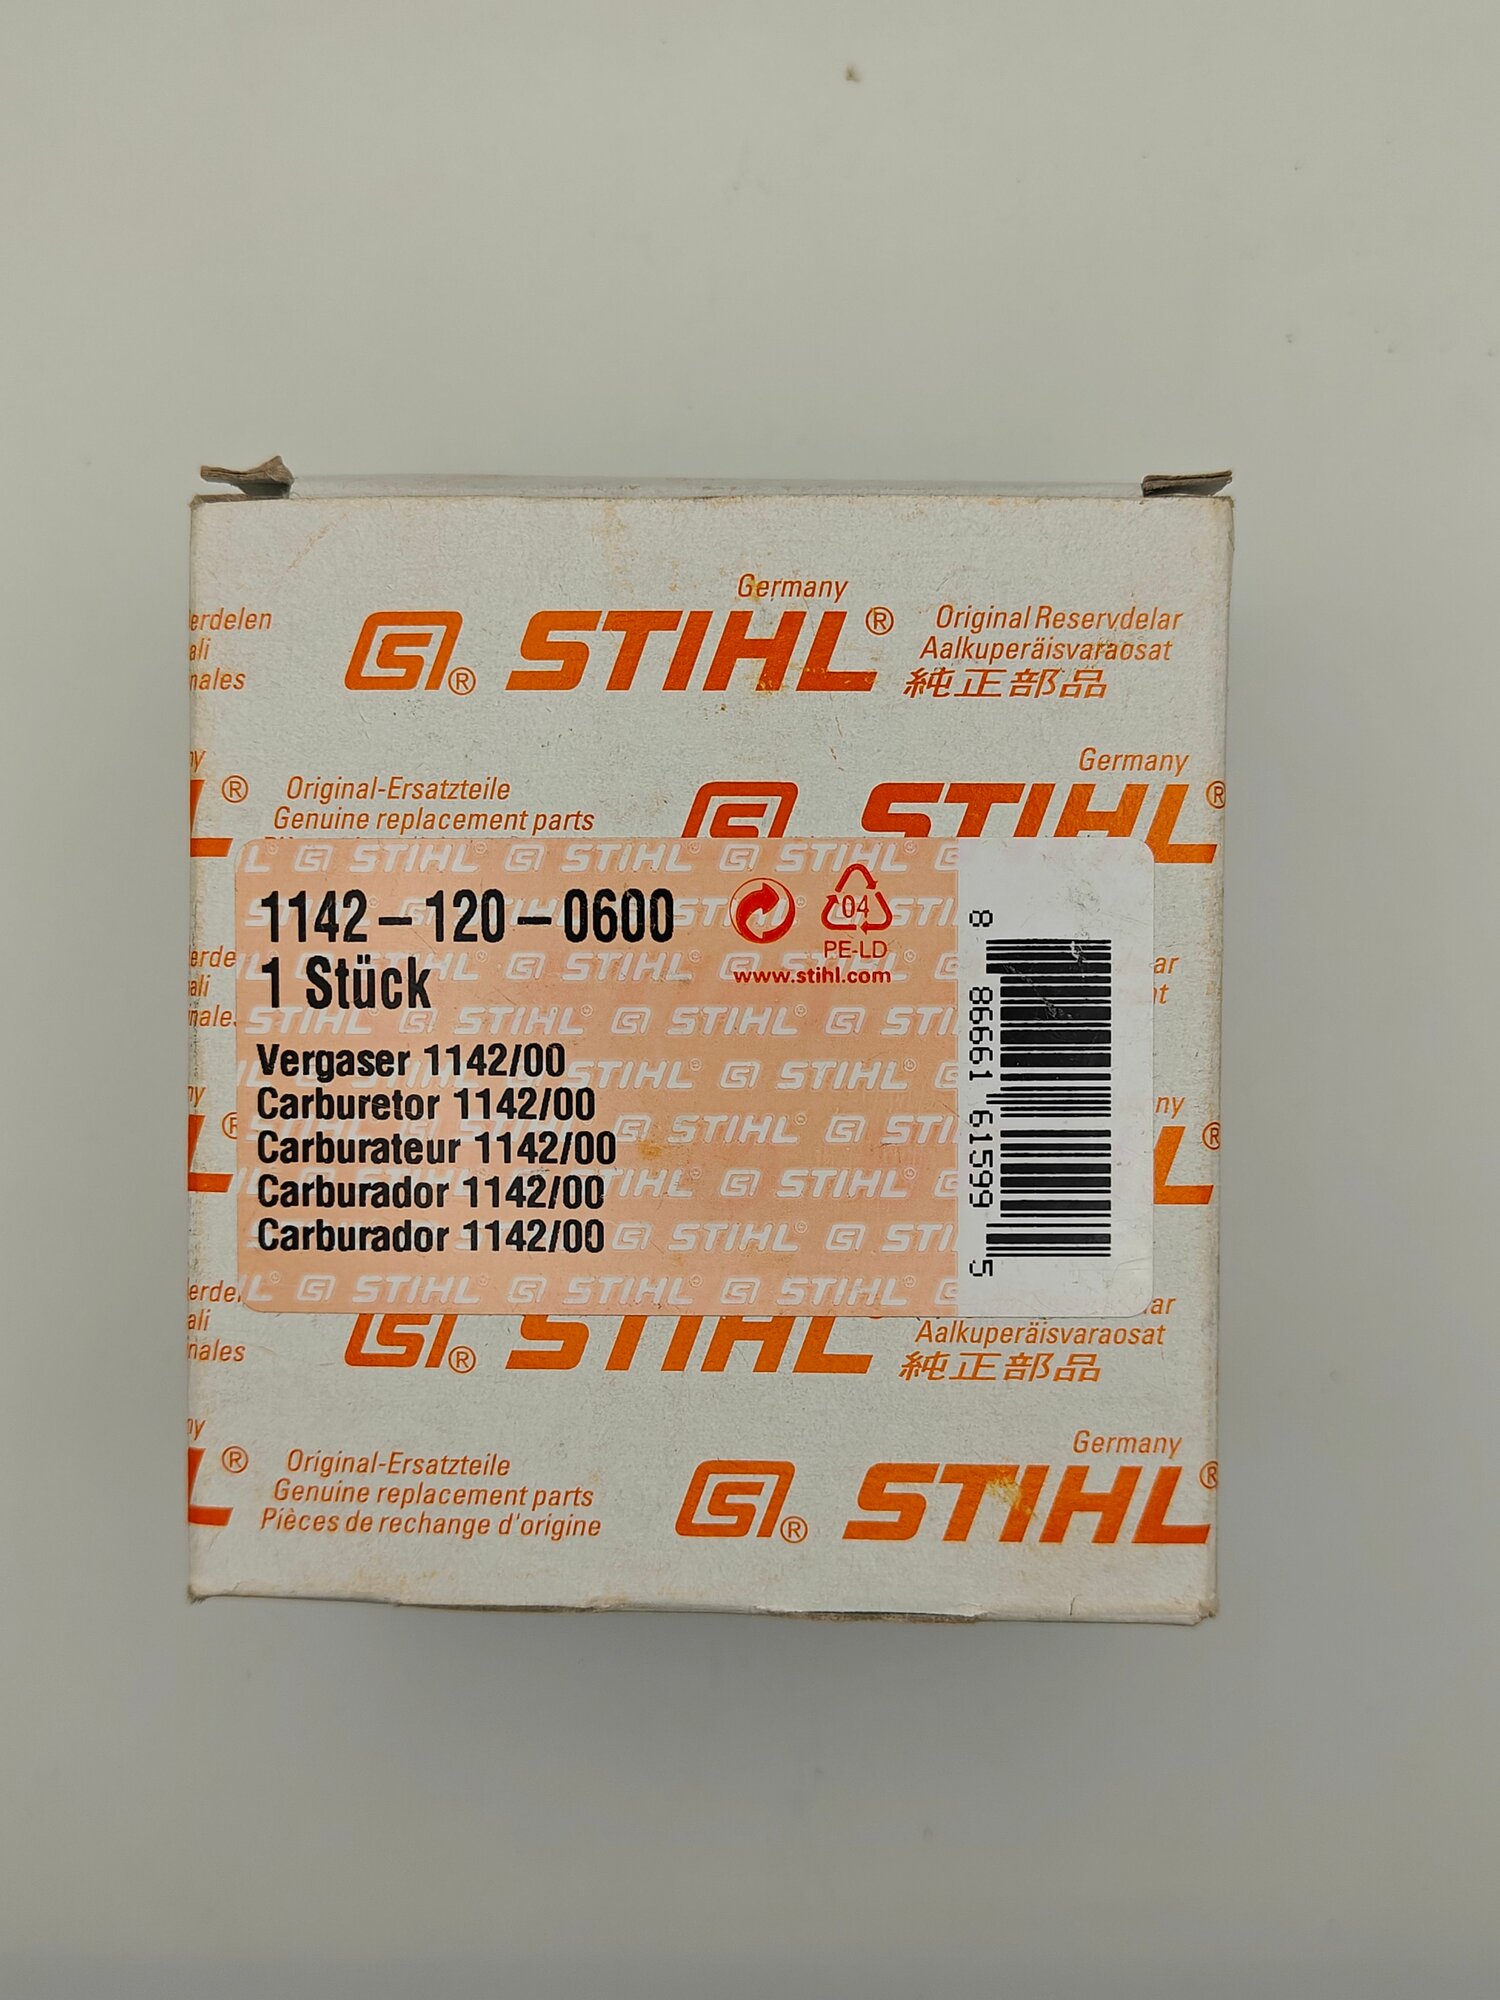 Germany
STIHL®
Original Reservdelar
Aalkuperäisvaraosat
純正部品
®
Original-Ersatzteile
Genuine replacement parts
Germany
STIHL®
1142-120-0600
1 Stück
04
PE-LD
www.stihl.com
Vergaser 1142/00
Carburetor 1142/00
Carburateur 1142/00
Carburador 1142/00
Carburador 1142/00
8 86661 61599 5
STIHL
Aalkuperäisvaraosat
純正部品
®
Original-Ersatzteile
Genuine replacement parts
Pièces de rechange d'origine
Germany
STIHL®